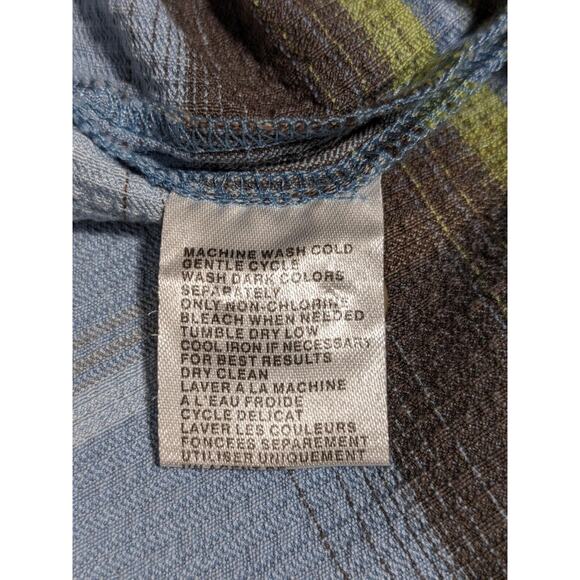 MACHINE WASH COLD
GENTLE CYCLE
WASH DARK COLORS
SEPARATELY
ONLY NON-CHLORINE
BLEACH WHEN NEEDED
TUMBLE DRY LOW
COOL IRON IF NECESSARY
FOR BEST RESULTS
DRY CLEAN
LAVER A LA MACHINE
A L'EAU FROIDE
CYCLE DELICAT
LAVER LES COULEURS
FONCEES SEPAREMENT
UTILISER UNIQUEMENT